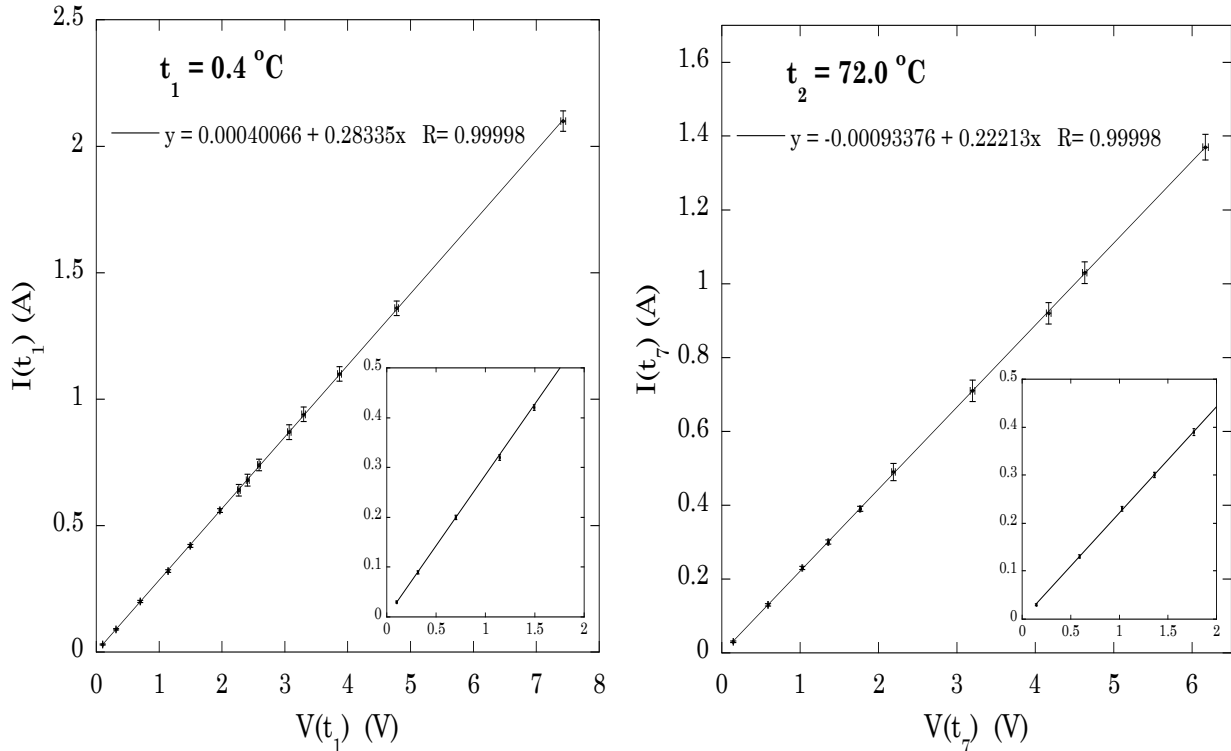 t₁ = 0.4 °C
y = 0.00040066 + 0.28335x R= 0.99998
I(t₁) (A)
2.5
2
1.5
1
0.5
0
0 1 2 3 4 5 6 7 8
V(t₁) (V)
0.5
0.4
0.3
0.2
0.1
0
0 0.5 1 1.5 2
t₂ = 72.0 °C
y = -0.00093376 + 0.22213x R= 0.99998
I(t₇) (A)
1.6
1.4
1.2
1
0.8
0.6
0.4
0.2
0
0 1 2 3 4 5 6
V(t₇) (V)
0.5
0.4
0.3
0.2
0.1
0
0 0.5 1 1.5 2